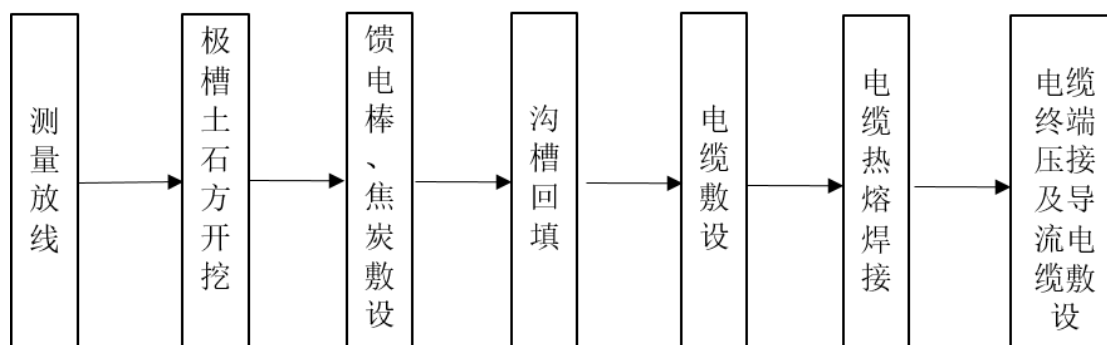 测量放线
极槽土石方开挖
馈电棒、焦炭敷设
沟槽回填
电缆敷设
电缆热熔焊接
电缆终端压接及导流电缆敷设